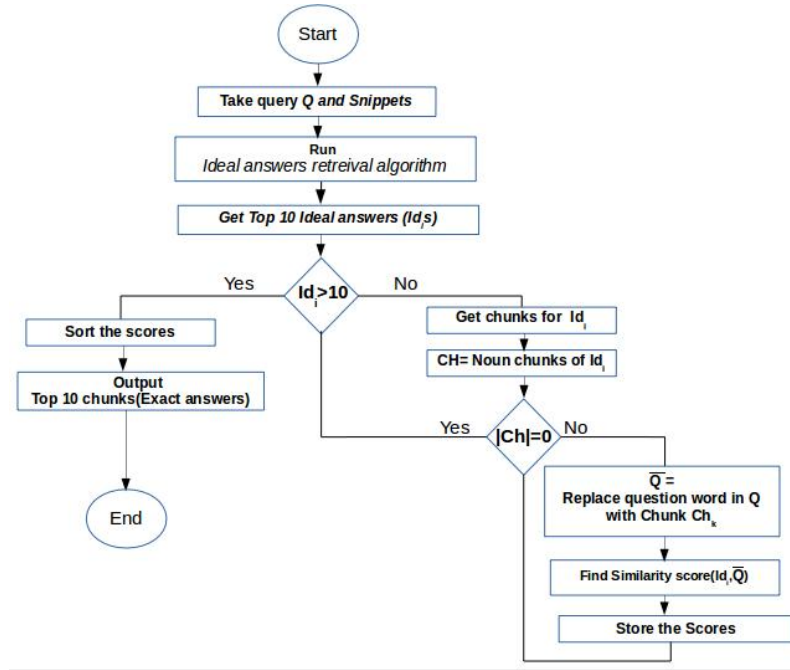 Start
Take query Q and Snippets
Run
Ideal answers retreival algorithm
Get Top 10 Ideal answers (Idis)
Yes
Idi>10
No
Sort the scores
Output
Top 10 chunks(Exact answers)
End
Get chunks for Idi
CH= Noun chunks of Idi
Yes
|Ch|=0
No
Q̅ =
Replace question word in Q
with Chunk Chk
Find Similarity score(Idi,Q̅)
Store the Scores